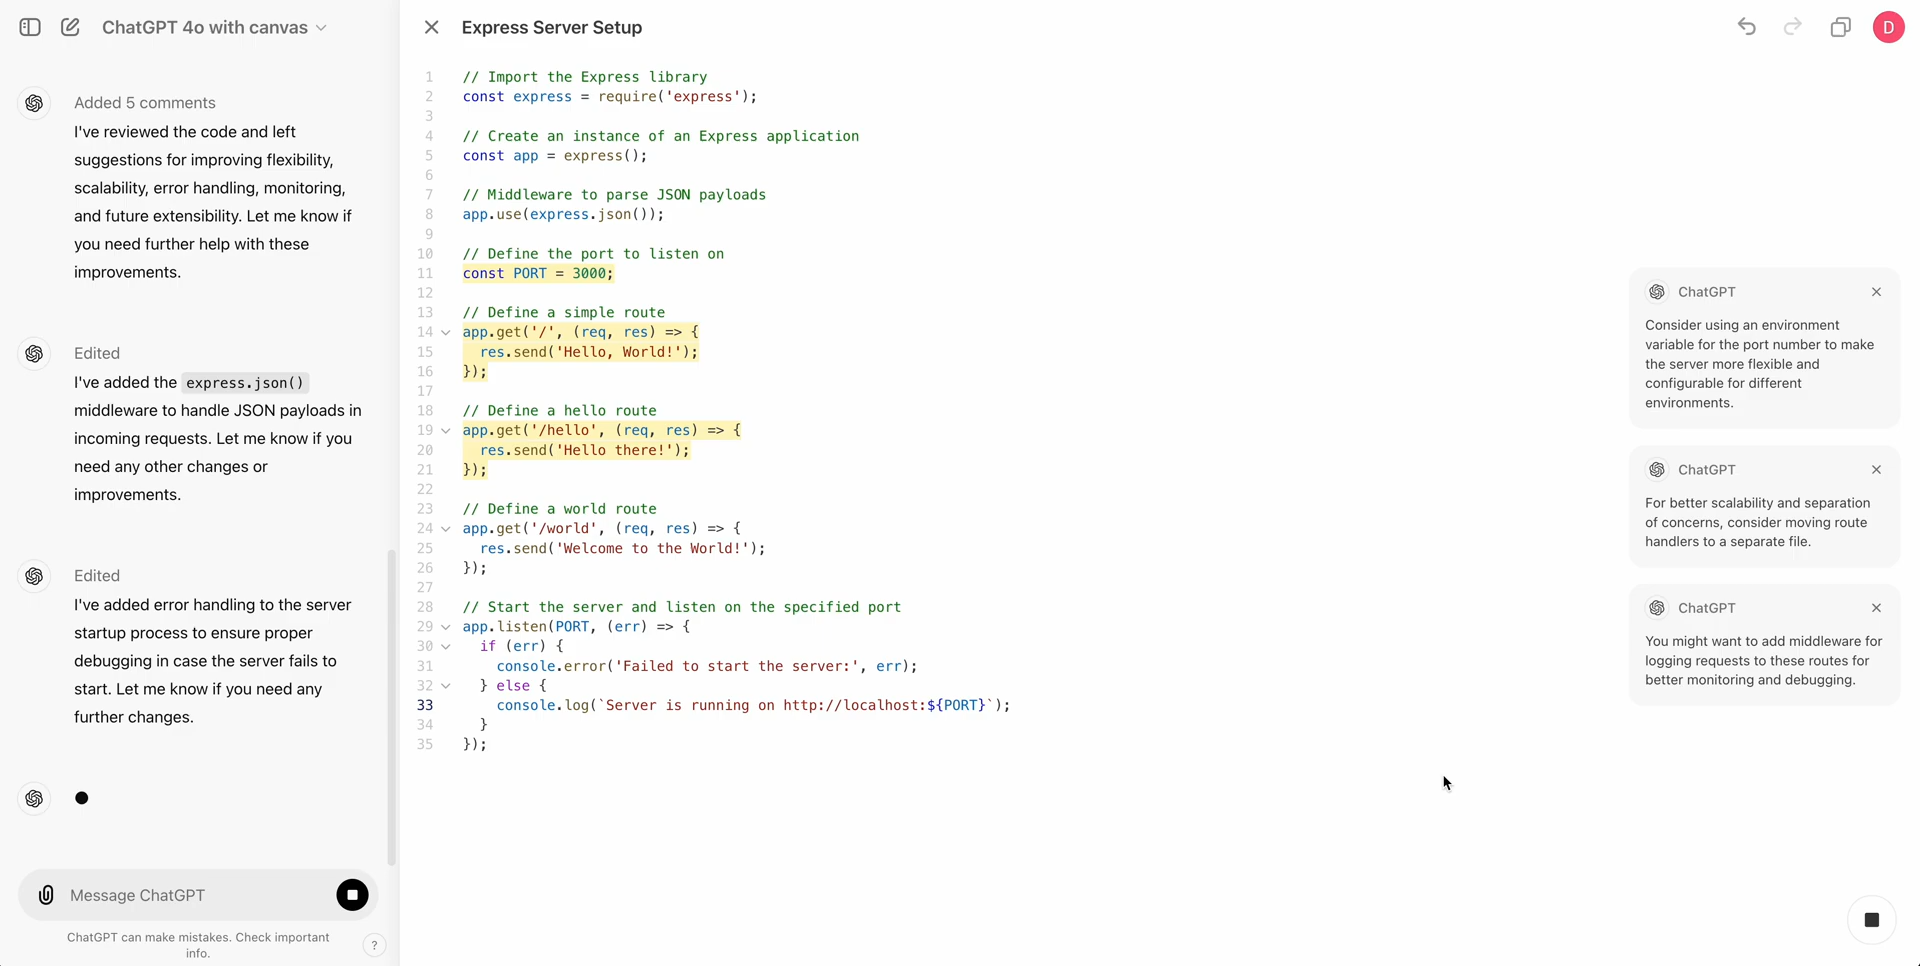 ChatGPT 4o with canvas
Added 5 comments
I've reviewed the code and left
suggestions for improving flexibility,
scalability, error handling, monitoring,
and future extensibility. Let me know if
you need further help with these
improvements.
Edited
I've added the express.json()
middleware to handle JSON payloads in
incoming requests. Let me know if you
need any other changes or
improvements.
Edited
I've added error handling to the server
startup process to ensure proper
debugging in case the server fails to
start. Let me know if you need any
further changes.
Message ChatGPT
ChatGPT can make mistakes. Check important
info.
?
Express Server Setup
D
1 // Import the Express library
2 const express = require('express');
3
4 // Create an instance of an Express application
5 const app = express();
6
7 // Middleware to parse JSON payloads
8 app.use(express.json());
9
10 // Define the port to listen on
11 const PORT = 3000;
12
13 // Define a simple route
14 app.get('/', (req, res) => {
15   res.send('Hello, World!');
16 });
17
18 // Define a hello route
19 app.get('/hello', (req, res) => {
20   res.send('Hello there!');
21 });
22
23 // Define a world route
24 app.get('/world', (req, res) => {
25   res.send('Welcome to the World!');
26 });
27
28 // Start the server and listen on the specified port
29 app.listen(PORT, (err) => {
30   if (err) {
31     console.error('Failed to start the server:', err);
32   } else {
33     console.log(`Server is running on http://localhost:${PORT}`);
34   }
35 });
ChatGPT
Consider using an environment
variable for the port number to make
the server more flexible and
configurable for different
environments.
ChatGPT
For better scalability and separation
of concerns, consider moving route
handlers to a separate file.
ChatGPT
You might want to add middleware for
logging requests to these routes for
better monitoring and debugging.